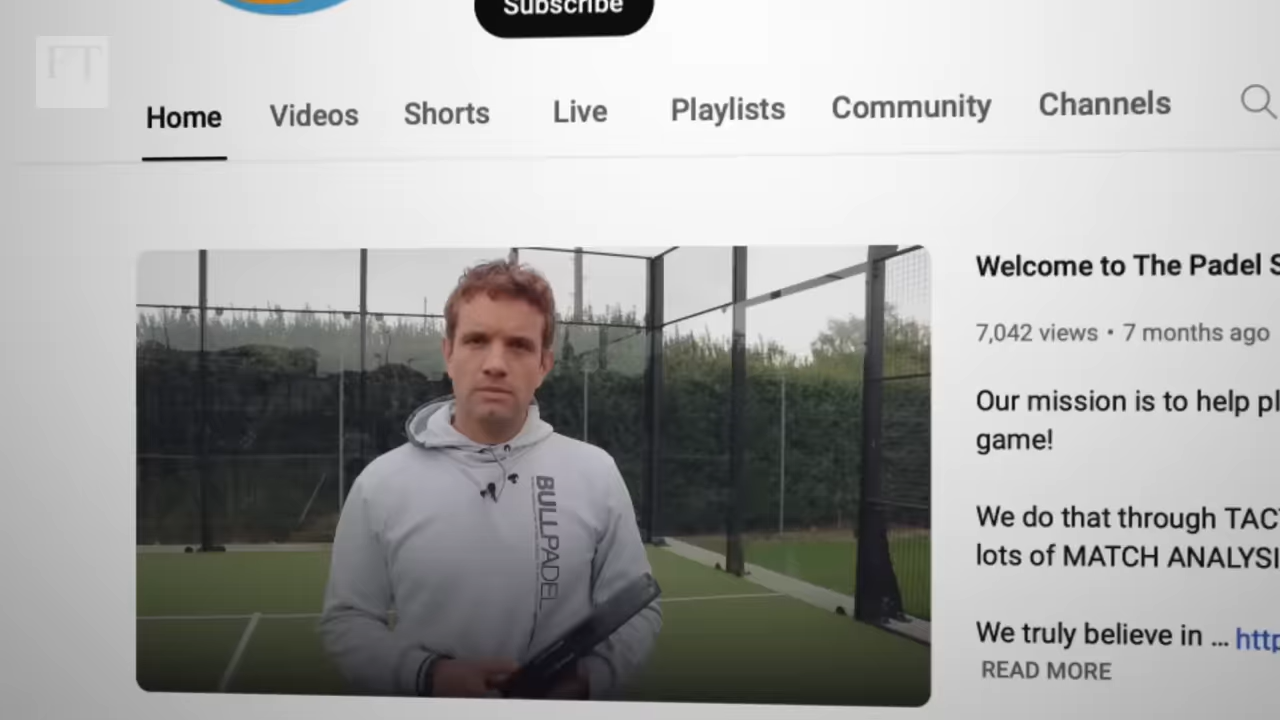 Subscribe
FT
Home Videos Shorts Live Playlists Community Channels
Welcome to The Padel S
7,042 views • 7 months ago
Our mission is to help pl
game!
We do that through TAC
lots of MATCH ANALYSI
We truly believe in ... http
READ MORE
BULLPADEL